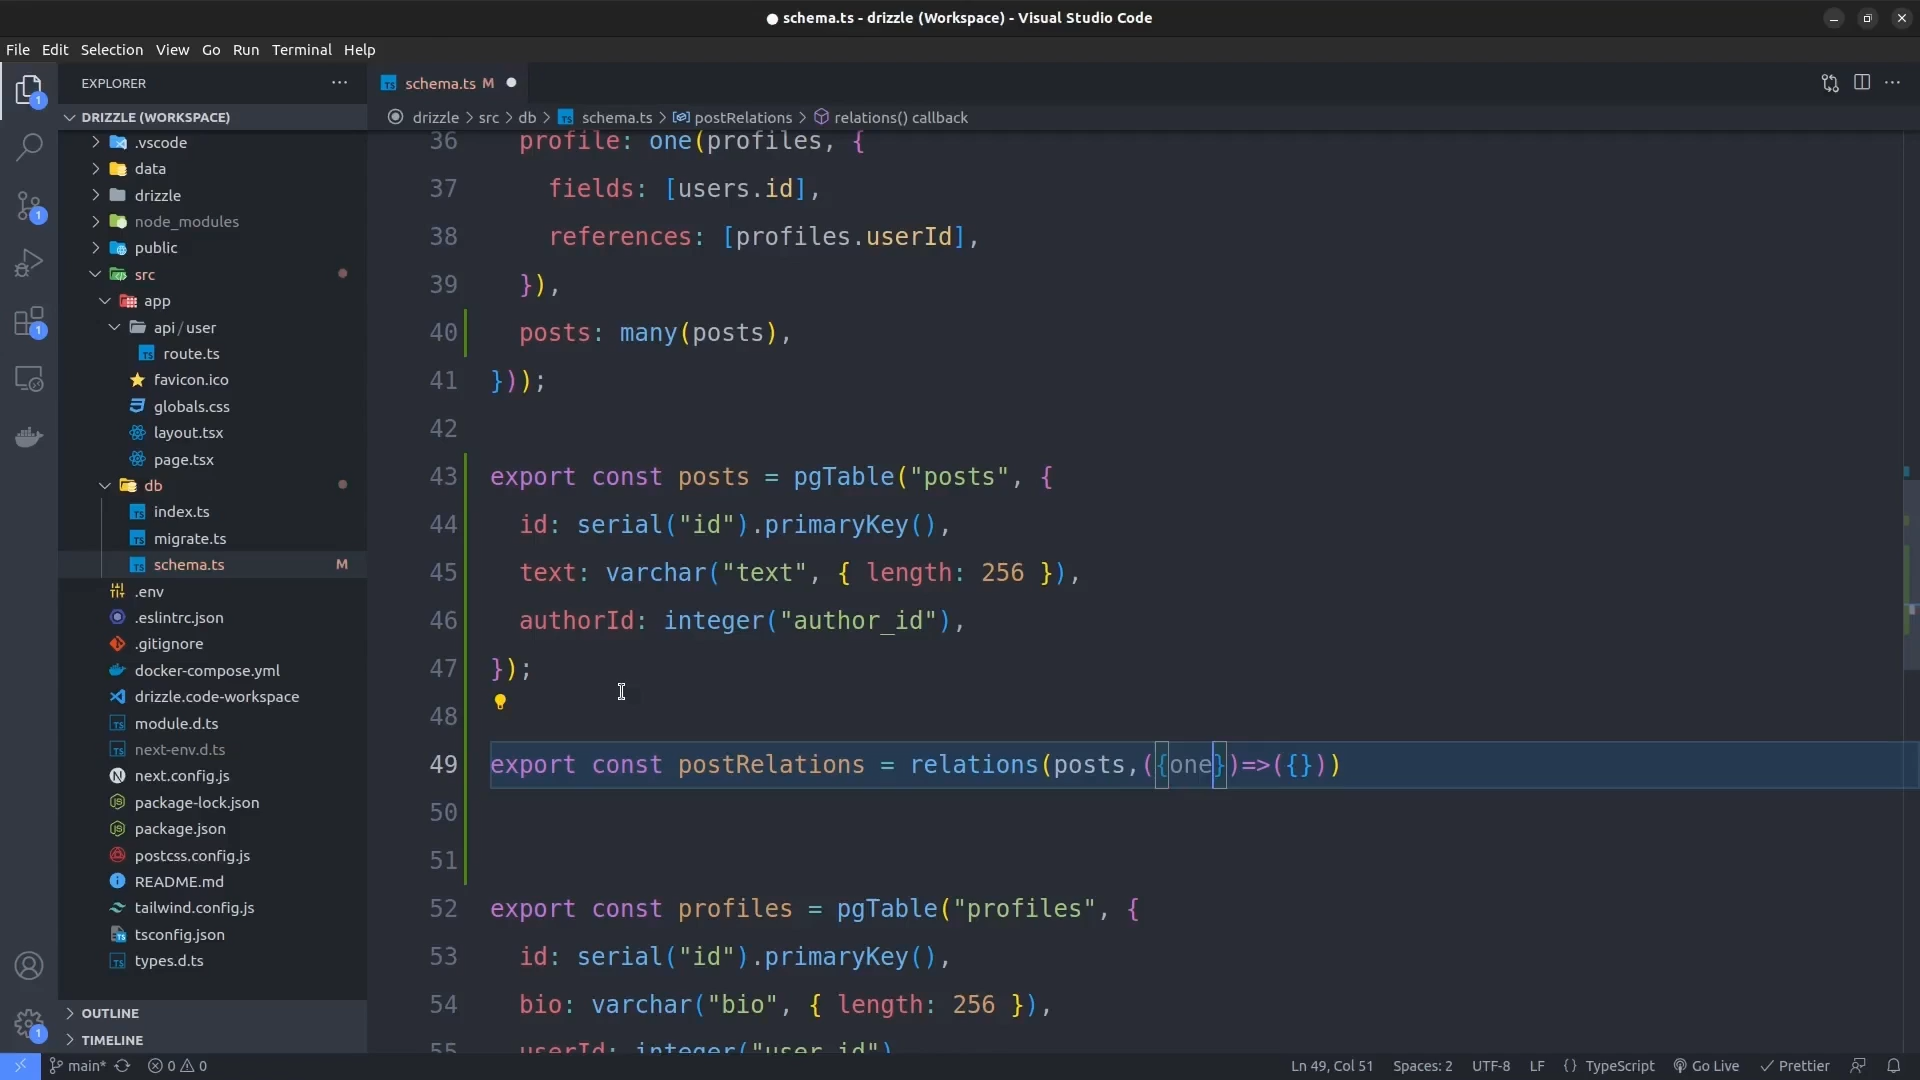 schema.ts - drizzle (Workspace) - Visual Studio Code
File Edit Selection View Go Run Terminal Help
EXPLORER
schema.ts M
DRIZZLE (WORKSPACE)
drizzle > src > db > schema.ts > postRelations > relations() callback
.vscode
data
drizzle
node_modules
public
src
app
api / user
route.ts
favicon.ico
globals.css
layout.tsx
page.tsx
db
index.ts
migrate.ts
schema.ts M
.env
.eslintrc.json
.gitignore
docker-compose.yml
drizzle.code-workspace
module.d.ts
next-env.d.ts
next.config.js
package-lock.json
package.json
postcss.config.js
README.md
tailwind.config.js
tsconfig.json
types.d.ts
OUTLINE
TIMELINE
36 profile: one(profiles, {
37 fields: [users.id],
38 references: [profiles.userId],
39 }),
40 posts: many(posts),
41 }));
42
43 export const posts = pgTable("posts", {
44 id: serial("id").primaryKey(),
45 text: varchar("text", { length: 256 }),
46 authorId: integer("author_id"),
47 });
48
49 export const postRelations = relations(posts,({one})=>({}))
50
51
52 export const profiles = pgTable("profiles", {
53 id: serial("id").primaryKey(),
54 bio: varchar("bio", { length: 256 }),
55 userId: integer("user_id")
1
1
1
1
main* 0 0 Ln 49, Col 51 Spaces: 2 UTF-8 LF {} TypeScript Go Live Prettier